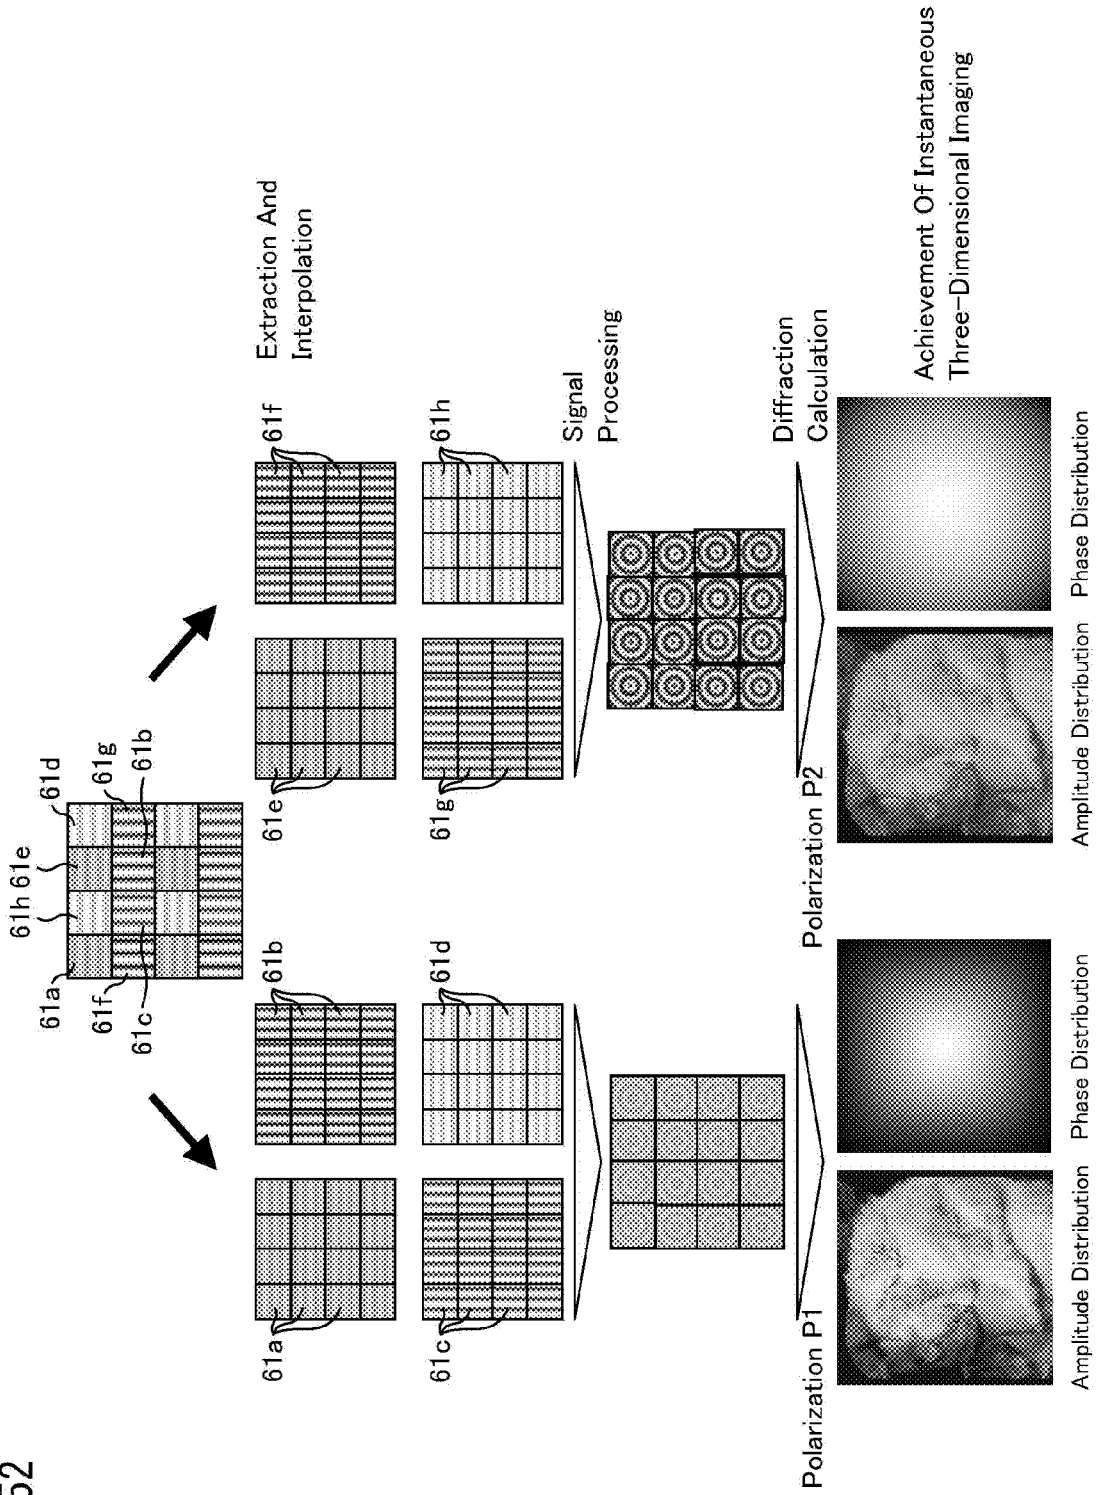 52
61h 61e
61a
61d
61f
61g
61c
61b
61a
61b
61e
61f
Extraction And
Interpolation
61c
61d
61g
61h
Signal
Processing
Diffraction
Calculation
Polarization P1
Polarization P2
Achievement Of Instantaneous
Three-Dimensional Imaging
Amplitude Distribution
Phase Distribution
Amplitude Distribution
Phase Distribution